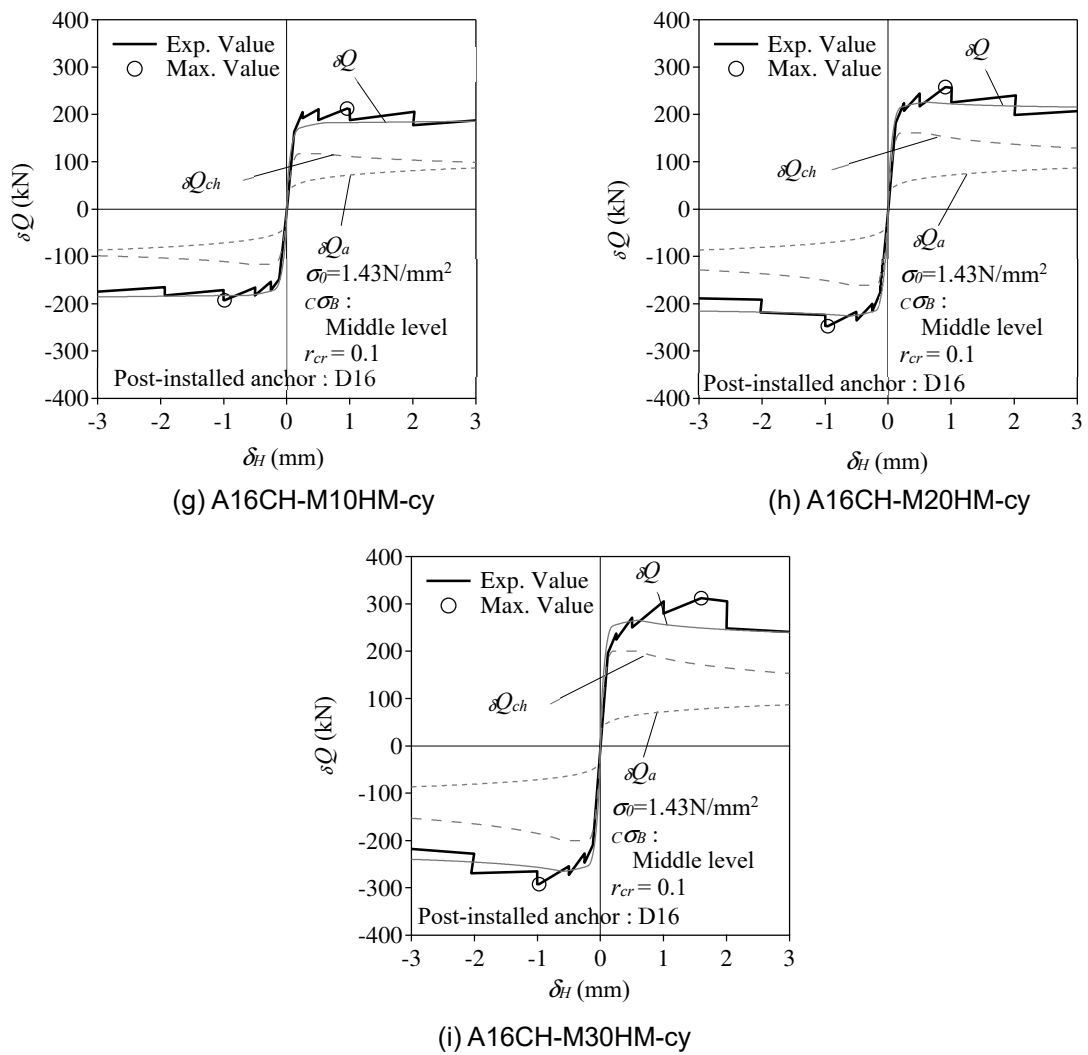 400
300
200
100
0
-100
-200
-300
-400
δQ (kN)
Exp. Value
Max. Value
δQ
δQch
δQa
σ0=1.43N/mm2
CσB :
Middle level
rcr = 0.1
Post-installed anchor : D16
-3 -2 -1 0 1 2 3
δH (mm)
(g) A16CH-M10HM-cy
400
300
200
100
0
-100
-200
-300
-400
δQ (kN)
Exp. Value
Max. Value
δQ
δQch
δQa
σ0=1.43N/mm2
CσB :
Middle level
rcr = 0.1
Post-installed anchor : D16
-3 -2 -1 0 1 2 3
δH (mm)
(h) A16CH-M20HM-cy
400
300
200
100
0
-100
-200
-300
-400
δQ (kN)
Exp. Value
Max. Value
δQ
δQch
δQa
σ0=1.43N/mm2
CσB :
Middle level
rcr = 0.1
Post-installed anchor : D16
-3 -2 -1 0 1 2 3
δH (mm)
(i) A16CH-M30HM-cy